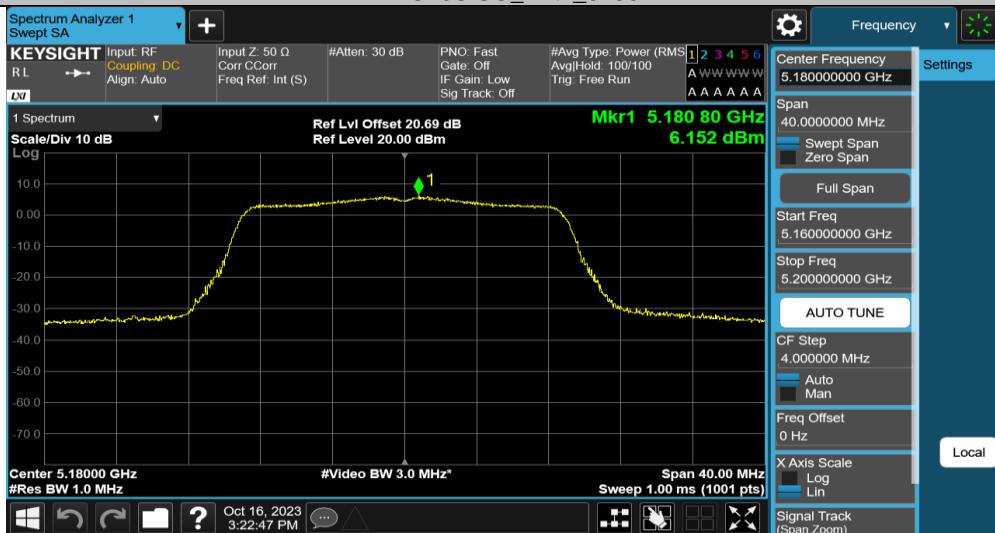 Spectrum Analyzer 1
Swept SA
+
Frequency
KEYSIGHT
R L
LXI
Input: RF
Coupling: DC
Align: Auto
Input Z: 50 Ω
Corr CCorr
Freq Ref: Int (S)
#Atten: 30 dB
PNO: Fast
Gate: Off
IF Gain: Low
Sig Track: Off
#Avg Type: Power (RMS
Avg|Hold: 100/100
Trig: Free Run
1 2 3 4 5 6
A W W W W W
A A A A A A
1 Spectrum
Scale/Div 10 dB
Log
Ref Lvl Offset 20.69 dB
Ref Level 20.00 dBm
Mkr1 5.180 80 GHz
6.152 dBm
1
10.0
0.00
-10.0
-20.0
-30.0
-40.0
-50.0
-60.0
-70.0
Center 5.18000 GHz
#Res BW 1.0 MHz
#Video BW 3.0 MHz*
Span 40.00 MHz
Sweep 1.00 ms (1001 pts)
?
Oct 16, 2023
3:22:47 PM
Center Frequency
5.180000000 GHz
Span
40.0000000 MHz
Swept Span
Zero Span
Full Span
Start Freq
5.160000000 GHz
Stop Freq
5.200000000 GHz
AUTO TUNE
CF Step
4.000000 MHz
Auto
Man
Freq Offset
0 Hz
X Axis Scale
Log
Lin
Signal Track
(Span Zoom)
Settings
Local